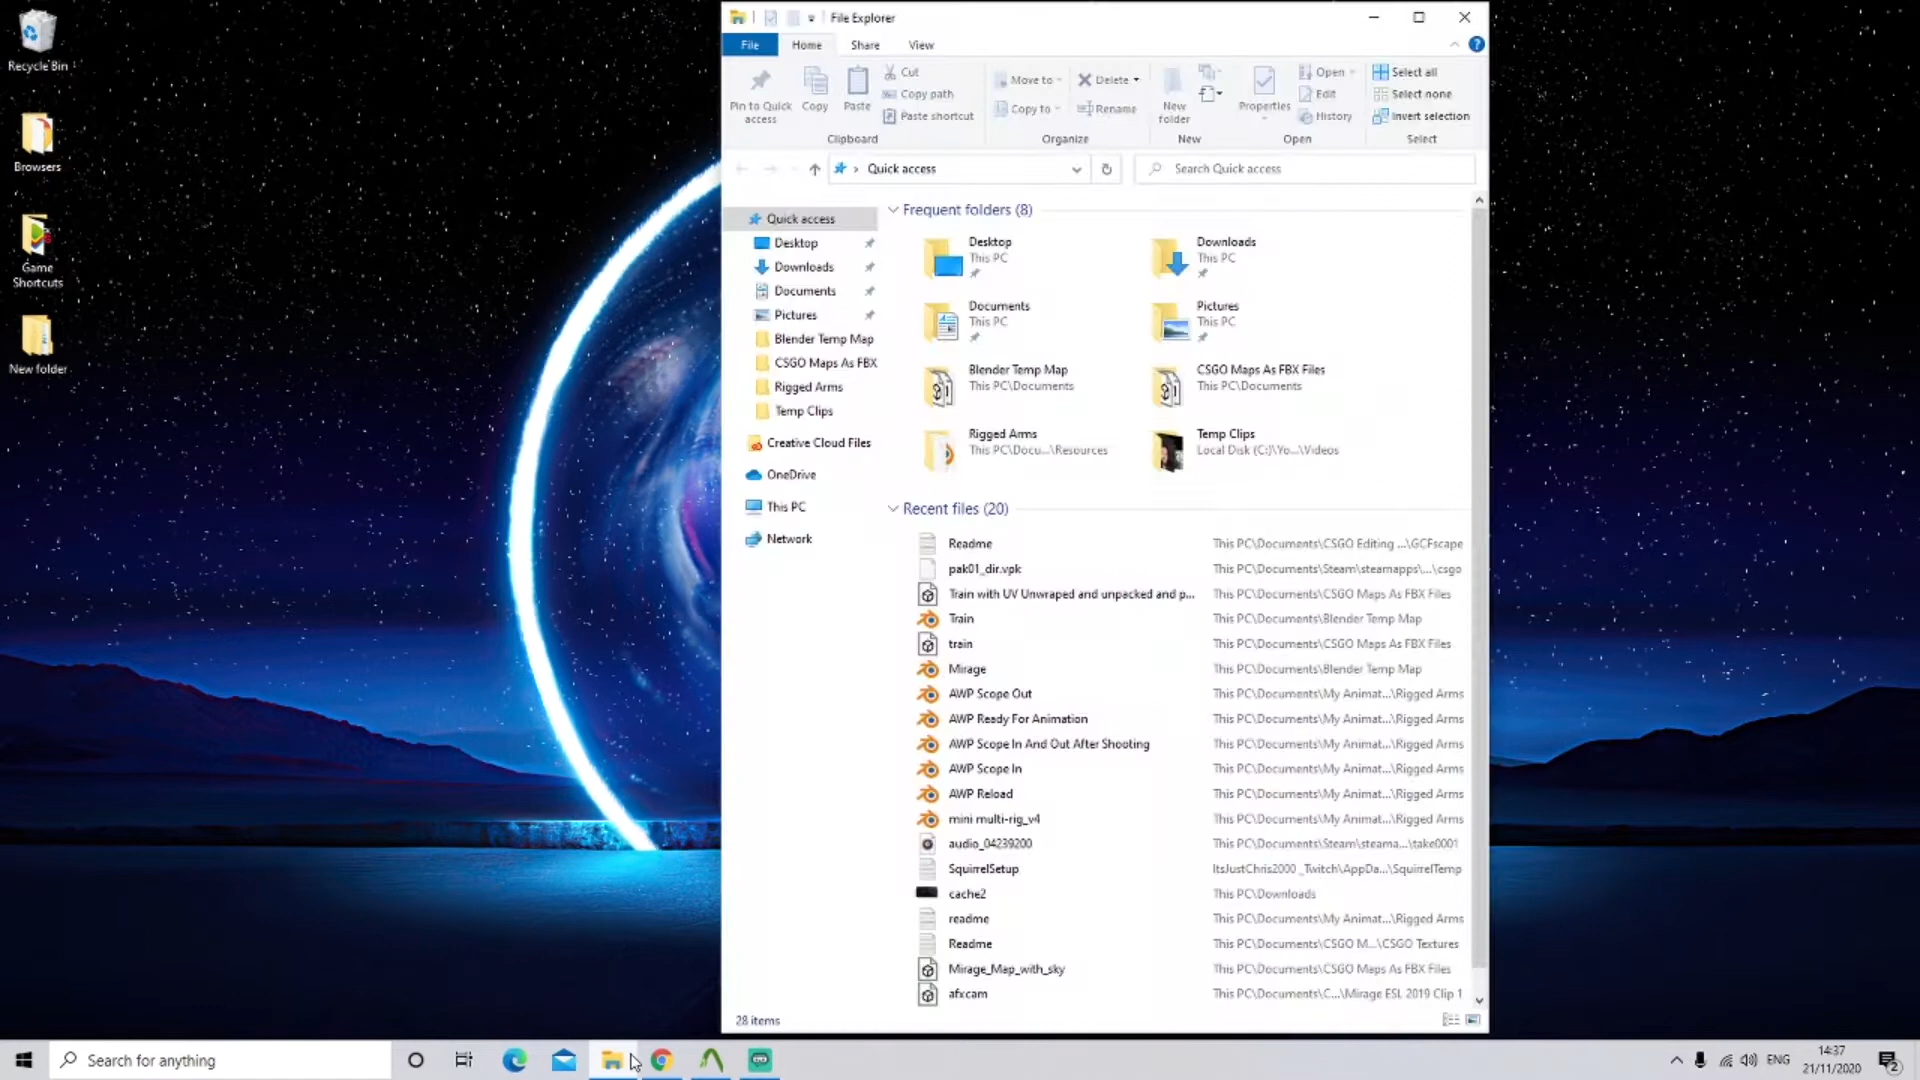 Recycle Bin
Browsers
Game
Shortcuts
New folder
File Explorer
File
Home
Share
View
Pin to Quick
access
Copy
Paste
Cut
Copy path
Paste shortcut
Clipboard
Move to
Copy to
Delete
Rename
Organize
New
folder
New
Properties
Open
Edit
History
Open
Select all
Select none
Invert selection
Select
Quick access
Search Quick access
Quick access
Desktop
Downloads
Documents
Pictures
Blender Temp Map
CSGO Maps As FBX
Rigged Arms
Temp Clips
Creative Cloud Files
OneDrive
This PC
Network
Frequent folders (8)
Desktop
This PC
Downloads
This PC
Documents
This PC
Pictures
This PC
Blender Temp Map
This PC\Documents
CSGO Maps As FBX Files
This PC\Documents
Rigged Arms
This PC\Docu...\Resources
Temp Clips
Local Disk (C:)\Yo...\Videos
Recent files (20)
Readme This PC\Documents\CSGO Editing ...\GCFscape
pak01_dir.vpk This PC\Documents\Steam\steamapps\...\csgo
Train with UV Unwraped and unpacked and p... This PC\Documents\CSGO Maps As FBX Files
Train This PC\Documents\Blender Temp Map
train This PC\Documents\CSGO Maps As FBX Files
Mirage This PC\Documents\Blender Temp Map
AWP Scope Out This PC\Documents\My Animat...\Rigged Arms
AWP Ready For Animation This PC\Documents\My Animat...\Rigged Arms
AWP Scope In And Out After Shooting This PC\Documents\My Animat...\Rigged Arms
AWP Scope In This PC\Documents\My Animat...\Rigged Arms
AWP Reload This PC\Documents\My Animat...\Rigged Arms
mini multi-rig_v4 This PC\Documents\My Animat...\Rigged Arms
audio_04239200 This PC\Documents\Steam\steama...\take0001
SquirrelSetup ItsJustChris2000 _Twitch\AppDa...\SquirrelTemp
cache2 This PC\Downloads
readme This PC\Documents\My Animat...\Rigged Arms
Readme This PC\Documents\CSGO M...\CSGO Textures
Mirage_Map_with_sky This PC\Documents\CSGO Maps As FBX Files
afxcam This PC\Documents\C...\Mirage ESL 2019 Clip 1
28 items
Search for anything
ENG
14:37
21/11/2020
2